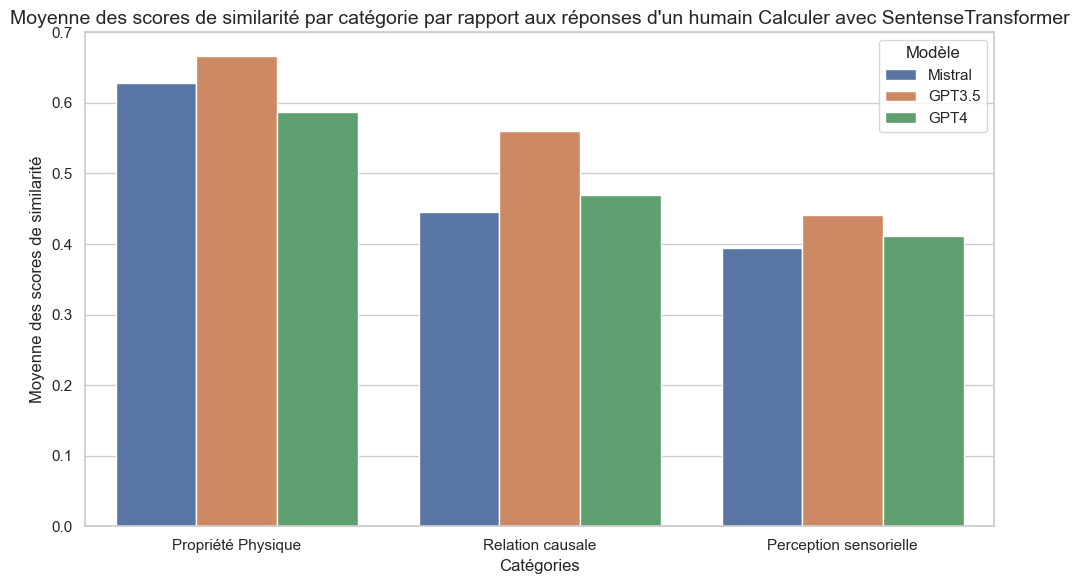 Moyenne des scores de similarité par catégorie par rapport aux réponses d'un humain Calculer avec SentenseTransformer
Modèle
Mistral
GPT3.5
GPT4
Moyenne des scores de similarité
0.7
0.6
0.5
0.4
0.3
0.2
0.1
0.0
Propriété Physique
Relation causale
Perception sensorielle
Catégories